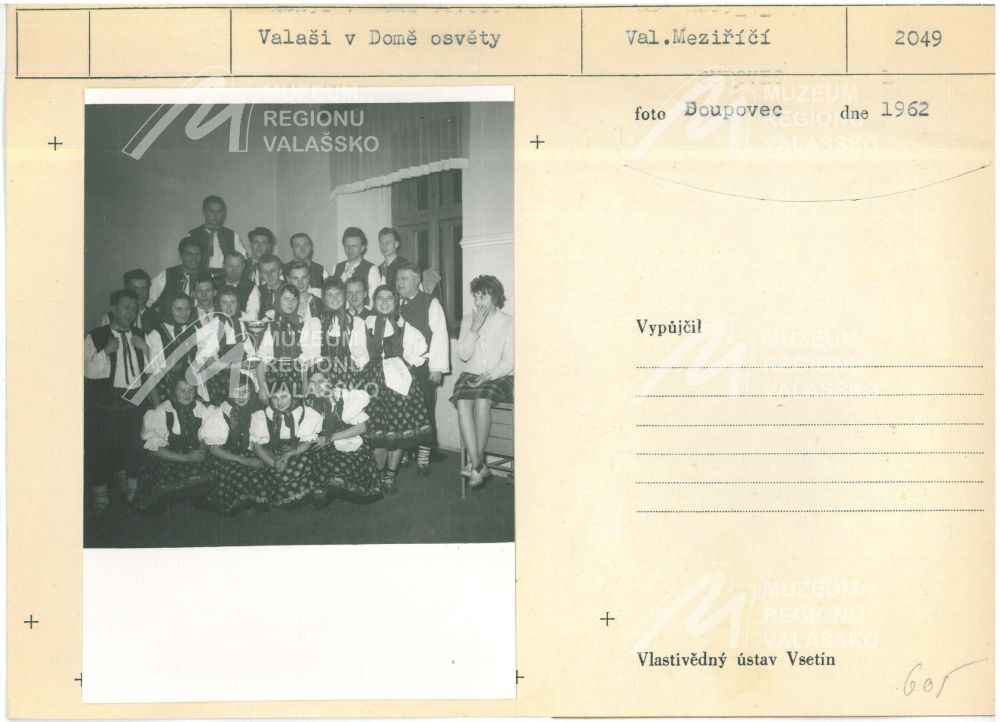 Valaši v Domě osvěty
Val.Meziříčí
2049
foto Doupovec dne 1962
MUZEUM
REGIONU
VALAŠSKO
MUZEUM
REGIONU
VALAŠSKO
Vypůjčil
MUZEUM
REGIONU
VALAŠSKO
MUZEUM
REGIONU
VALAŠSKO
MUZEUM
REGIONU
VALAŠSKO
Vlastivědný ústav Vsetín
605